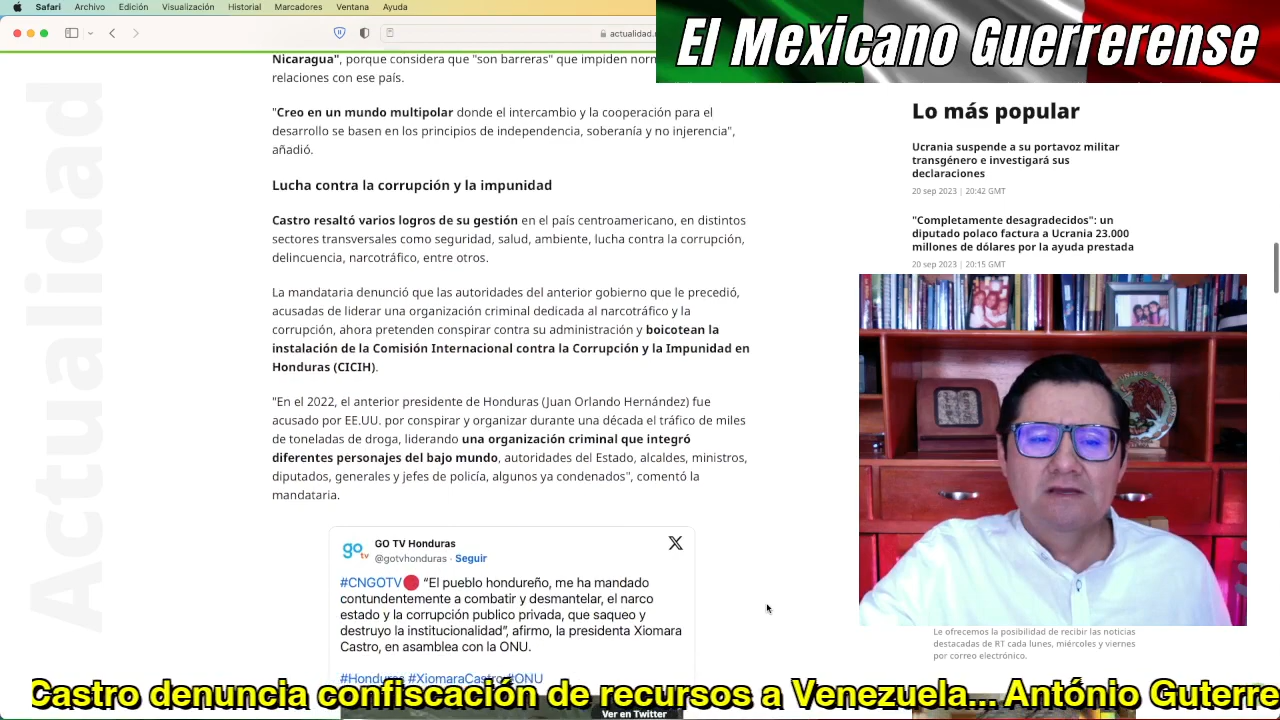 Safari Archivo Edición Visualización Historial Marcadores Ventana Ayuda
actualidad.r
El Mexicano Guerrerense
Actualidad
Nicaragua", porque considera que "son barreras" que impiden norm
relaciones con ese país.
"Creo en un mundo multipolar donde el intercambio y la cooperación para el
desarrollo se basen en los principios de independencia, soberanía y no injerencia",
añadió.
Lucha contra la corrupción y la impunidad
Castro resaltó varios logros de su gestión en el país centroamericano, en distintos
sectores transversales como seguridad, salud, ambiente, lucha contra la corrupción,
delincuencia, narcotráfico, entre otros.
La mandataria denunció que las autoridades del anterior gobierno que le precedió,
acusadas de liderar una organización criminal dedicada al narcotráfico y la
corrupción, ahora pretenden conspirar contra su administración y boicotean la
instalación de la Comisión Internacional contra la Corrupción y la Impunidad en
Honduras (CICIH).
"En el 2022, el anterior presidente de Honduras (Juan Orlando Hernández) fue
acusado por EE.UU. por conspirar y organizar durante una década el tráfico de miles
de toneladas de droga, liderando una organización criminal que integró
diferentes personajes del bajo mundo, autoridades del Estado, alcaldes, ministros,
diputados, generales y jefes de policía, algunos ya condenados", comentó la
mandataria.
go tv GO TV Honduras
@gotvhonduras · Seguir
#CNGOTV🔴 “El pueblo hondureño, me ha mandado
contundentemente a combatir y desmantelar, el narco
estado y la corrupción publico privada, que saqueo y
destruyo la institucionalidad”, afirmo, la presidenta Xiomara
Castro, en asamblea con la ONU.
#Honduras #XiomaraCastro #ONU
Ver en Twitter
Lo más popular
Ucrania suspende a su portavoz militar
transgénero e investigará sus
declaraciones
20 sep 2023 | 20:42 GMT
"Completamente desagradecidos": un
diputado polaco factura a Ucrania 23.000
millones de dólares por la ayuda prestada
20 sep 2023 | 20:15 GMT
Le ofrecemos la posibilidad de recibir las noticias
destacadas de RT cada lunes, miércoles y viernes
por correo electrónico.
Castro denuncia confiscación de recursos a Venezuela... António Guterre